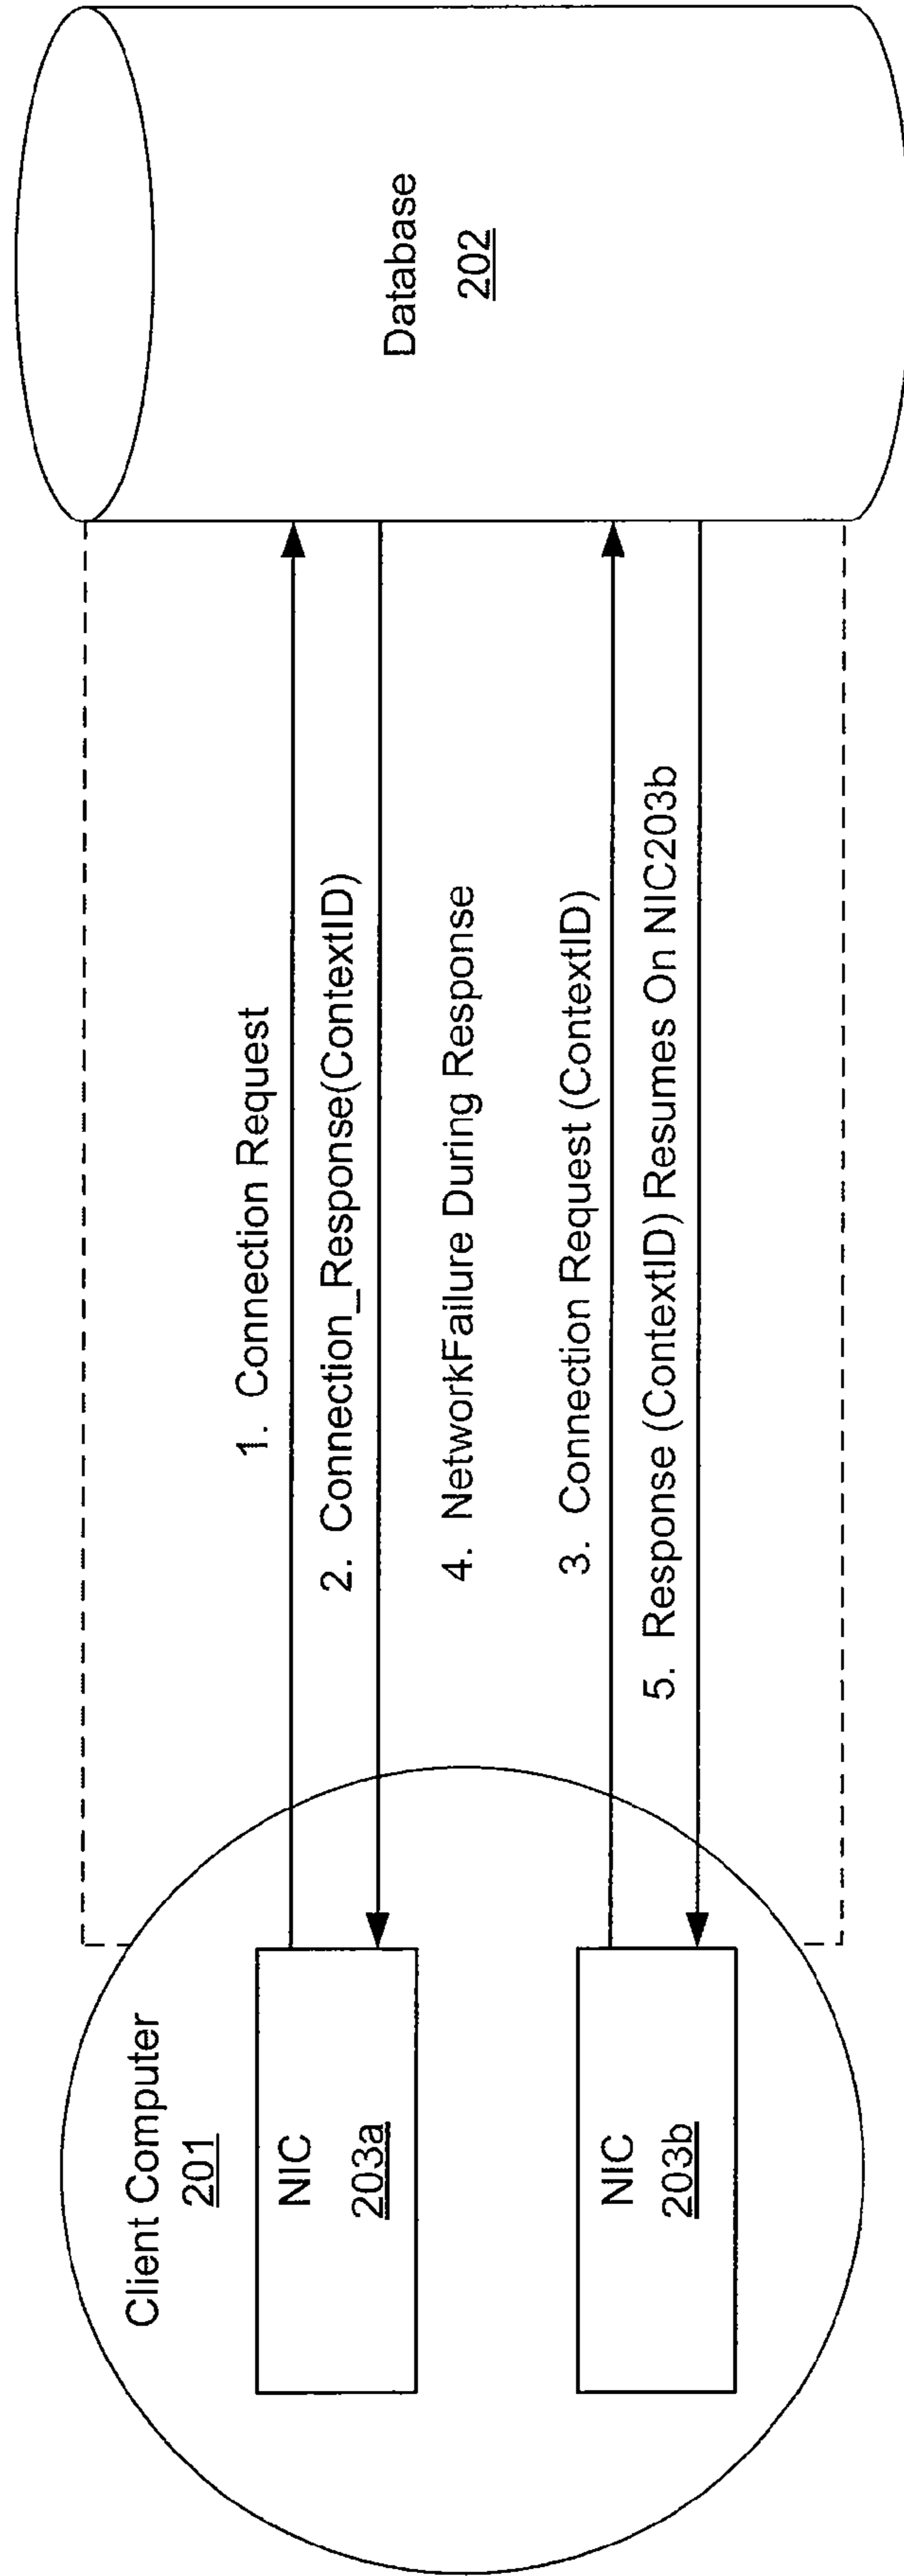 Client Computer
201
NIC
203a
NIC
203b
1. Connection Request
2. Connection_Response(ContextID)
4. NetworkFailure During Response
3. Connection Request (ContextID)
5. Response (ContextID) Resumes On NIC203b
Database
202